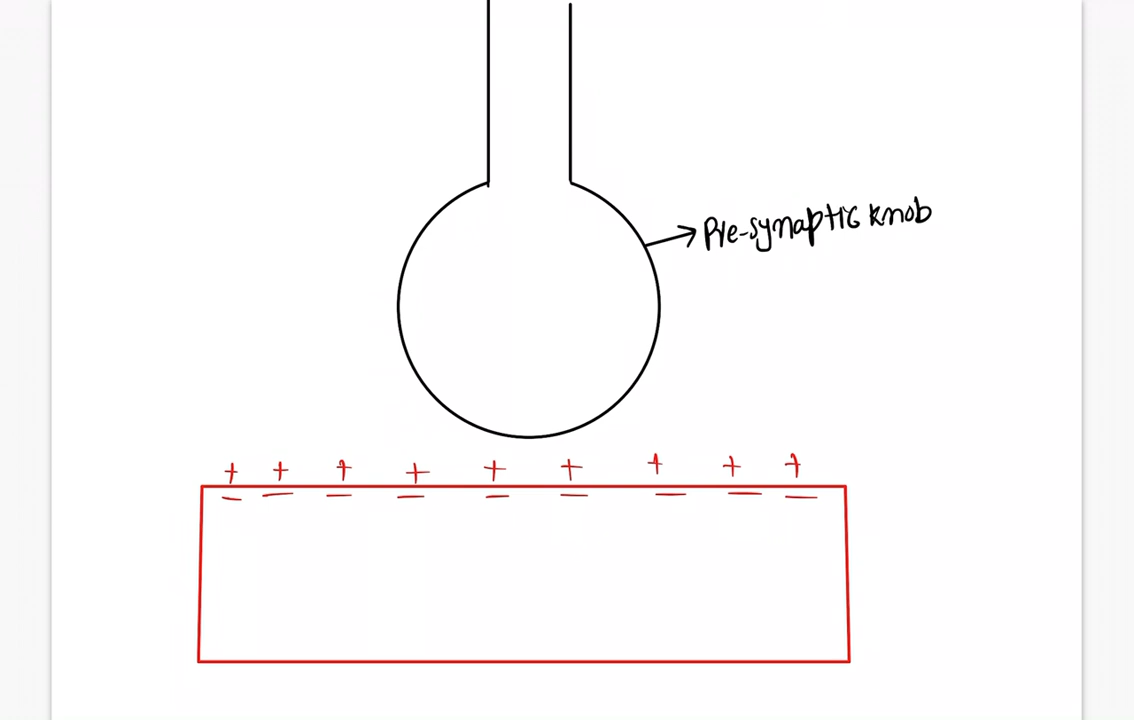 Pre-synaptic knob
+ + + + + + + + +
− − − − − − − − −